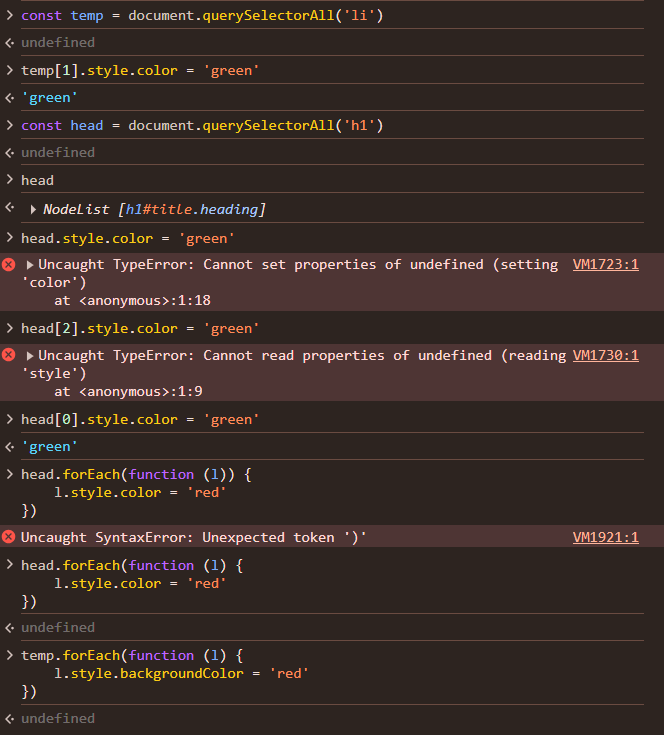 > const temp = document.querySelectorAll('li')
undefined
> temp[1].style.color = 'green'
'green'
> const head = document.querySelectorAll('h1')
undefined
> head
▶ NodeList [h1#title.heading]
> head.style.color = 'green'
▶ Uncaught TypeError: Cannot set properties of undefined (setting VM1723:1
'color')
at <anonymous>:1:18
> head[2].style.color = 'green'
▶ Uncaught TypeError: Cannot read properties of undefined (reading VM1730:1
'style')
at <anonymous>:1:9
> head[0].style.color = 'green'
'green'
> head.forEach(function (l)) {
l.style.color = 'red'
})
Uncaught SyntaxError: Unexpected token ')' VM1921:1
> head.forEach(function (l) {
l.style.color = 'red'
})
undefined
> temp.forEach(function (l) {
l.style.backgroundColor = 'red'
})
undefined